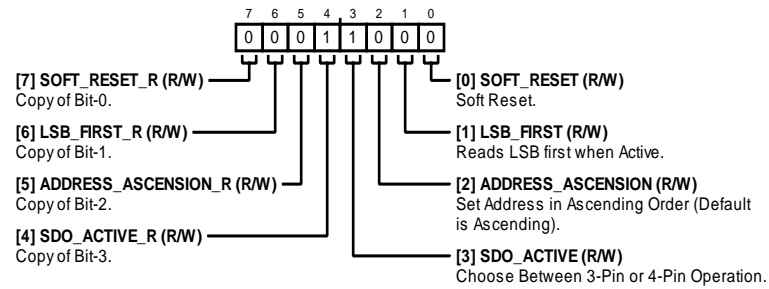 7 6 5 4 3 2 1 0
0 0 0 1 1 0 0 0
[7] SOFT_RESET_R (R/W)
Copy of Bit-0.
[6] LSB_FIRST_R (R/W)
Copy of Bit-1.
[5] ADDRESS_ASCENSION_R (R/W)
Copy of Bit-2.
[4] SDO_ACTIVE_R (R/W)
Copy of Bit-3.
[0] SOFT_RESET (R/W)
Soft Reset.
[1] LSB_FIRST (R/W)
Reads LSB first when Active.
[2] ADDRESS_ASCENSION (R/W)
Set Address in Ascending Order (Default
is Ascending).
[3] SDO_ACTIVE (R/W)
Choose Between 3-Pin or 4-Pin Operation.